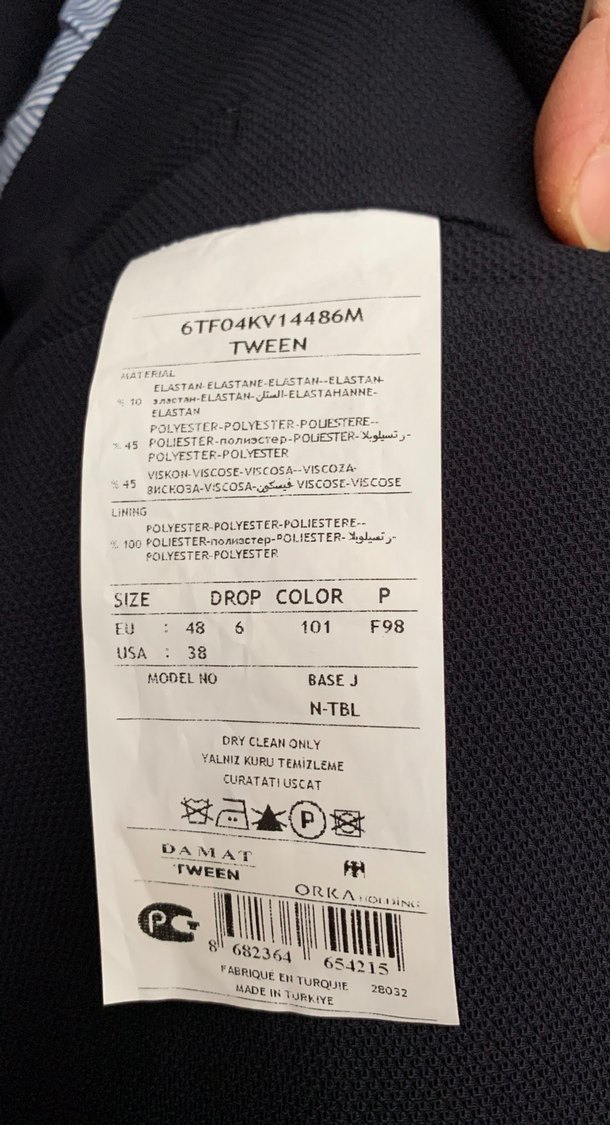 6TF04KV14486M
TWEEN
MATERIAL
ELASTAN-ELASTANE-ELASTAN--ELASTAN-
% 10 эластан-ELASTAN-الستان-ELASTAHANNE-
ELASTAN
POLYESTER-POLYESTER-POLIESTERE--
% 45 POLIESTER-полиэстер-POLIESTER-رتسيلوبلا-
POLYESTER-POLYESTER
VISKON-VISCOSE-VISCOSA--VISCOZA-
% 45 ВИСКОЗА-VISCOSA-فيسكون VISCOSE-VISCOSE
LINING
POLYESTER-POLYESTER-POLIESTERE--
% 100 POLIESTER-полиэстер-POLIESTER-رتسيلوبلا-
POLYESTER-POLYESTER
SIZE DROP COLOR P
EU : 48 6 101 F98
USA : 38
MODEL NO BASE J
N-TBL
DRY CLEAN ONLY
YALNIZ KURU TEMİZLEME
CURATATI USCAT
P
DAMAT
TWEEN
ORKA HOLDING
PG
8 682364 654215
FABRIQUÉ EN TURQUIE 28032
MADE IN TURKIYE